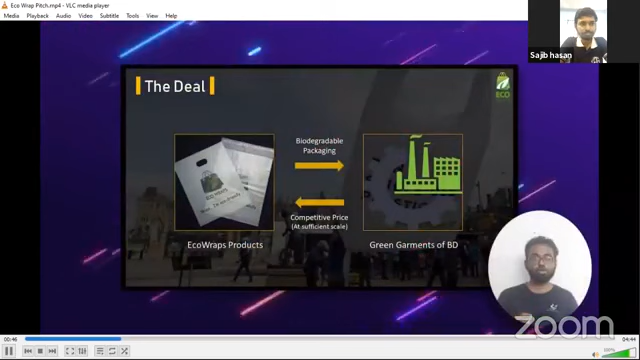 Eco Wrap Pitch.mp4 - VLC media player
Media Playback Audio Video Subtitle Tools View Help
Sajib hasan
The Deal
ECO
Biodegradable
Packaging
Competitive Price
(At sufficient scale)
EcoWraps Products
Green Garments of BD
zoom
00:46
04:44
100%